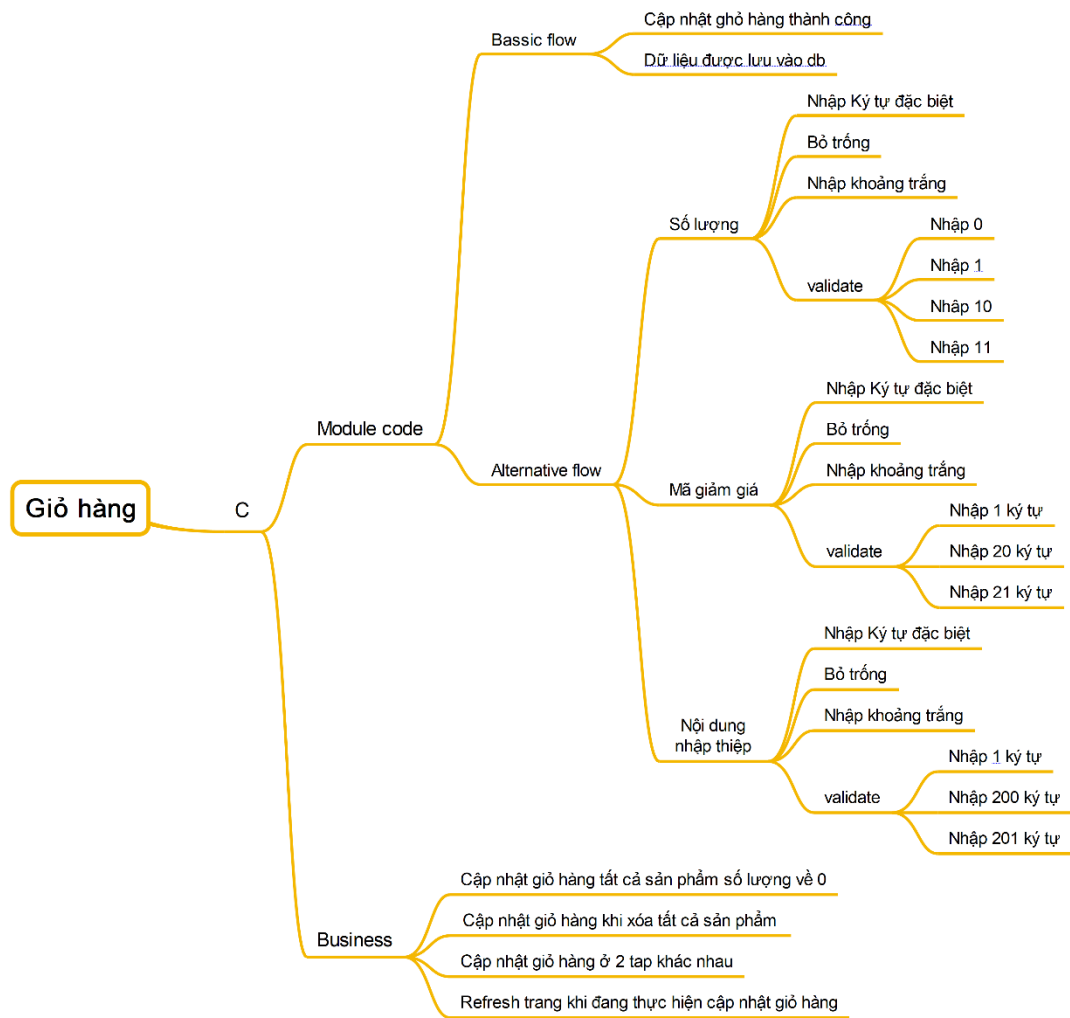 Giỏ hàng
C
Module code
Bassic flow
Cập nhật ghỏ hàng thành công
Dữ liệu được lưu vào db
Alternative flow
Số lượng
Nhập Ký tự đặc biệt
Bỏ trống
Nhập khoảng trắng
validate
Nhập 0
Nhập 1
Nhập 10
Nhập 11
Mã giảm giá
Nhập Ký tự đặc biệt
Bỏ trống
Nhập khoảng trắng
validate
Nhập 1 ký tự
Nhập 20 ký tự
Nhập 21 ký tự
Nội dung
nhập thiệp
Nhập Ký tự đặc biệt
Bỏ trống
Nhập khoảng trắng
validate
Nhập 1 ký tự
Nhập 200 ký tự
Nhập 201 ký tự
Business
Cập nhật giỏ hàng tất cả sản phẩm số lượng về 0
Cập nhật giỏ hàng khi xóa tất cả sản phẩm
Cập nhật giỏ hàng ở 2 tap khác nhau
Refresh trang khi đang thực hiện cập nhật giỏ hàng